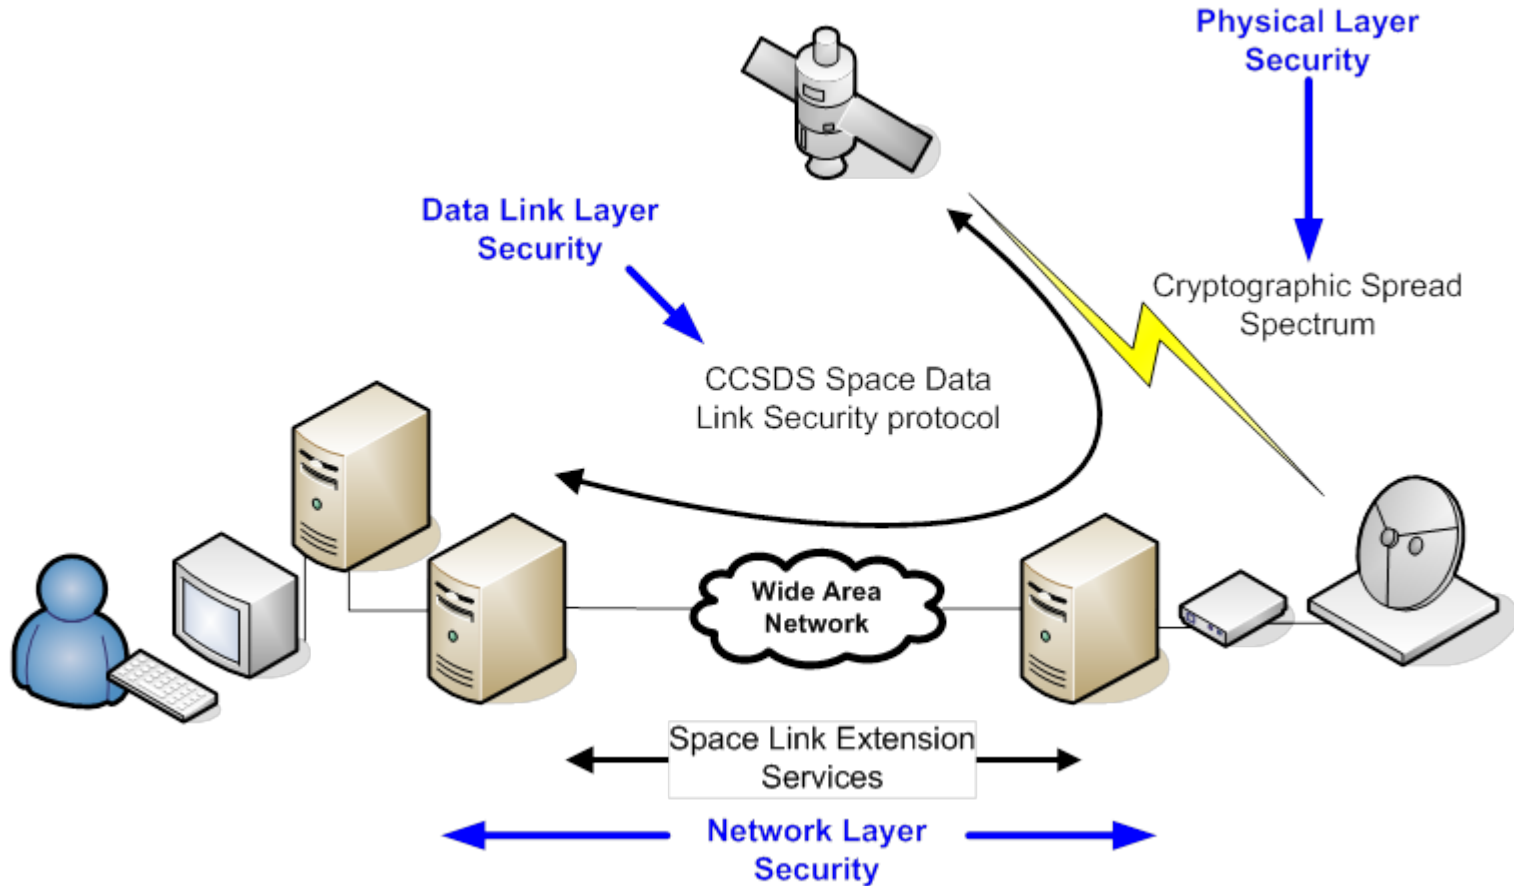 Physical Layer
Security
Data Link Layer
Security
Cryptographic Spread
Spectrum
CCSDS Space Data
Link Security protocol
Wide Area
Network
Space Link Extension
Services
Network Layer
Security